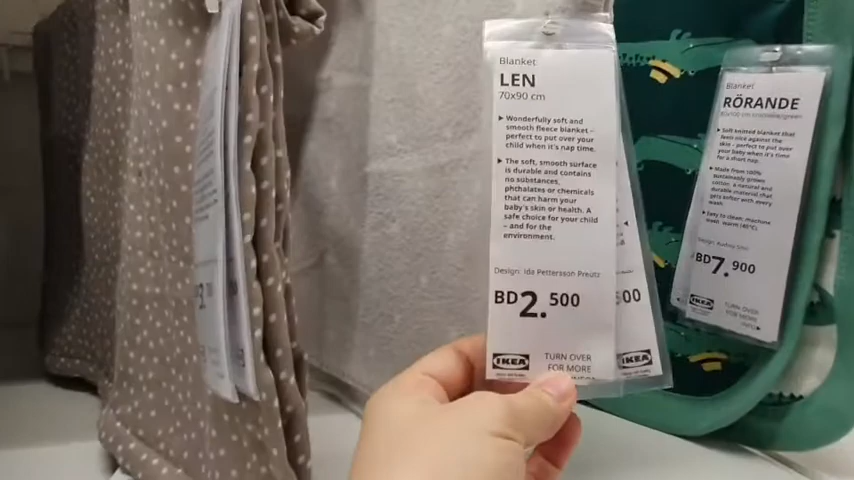 Blanket
LEN
70x90 cm
▸ Wonderfully soft and
smooth fleece blanket –
perfect to put over your
child when it's nap time.
▸ The soft, smooth surface
is durable and contains
no substances,
phthalates or chemicals
that can harm your
baby's skin or health. A
safe choice for your child
– and for the
environment.
Design: Ida Pettersson Preutz
BD2.500
IKEA
TURN OVER
FOR MORE
00
IKEA
Blanket
RÖRANDE
▸ Soft knitted blanket that
feels nice against the
skin – perfect to put over
your baby when it's time
for a short nap.
▸ Made from 100%
sustainably grown
cotton, a natural and
durable material that
gets softer with every
wash.
▸ Easy to clean; machine
wash, warm (40°C).
BD7.900
IKEA
TURN OVER
FOR MORE